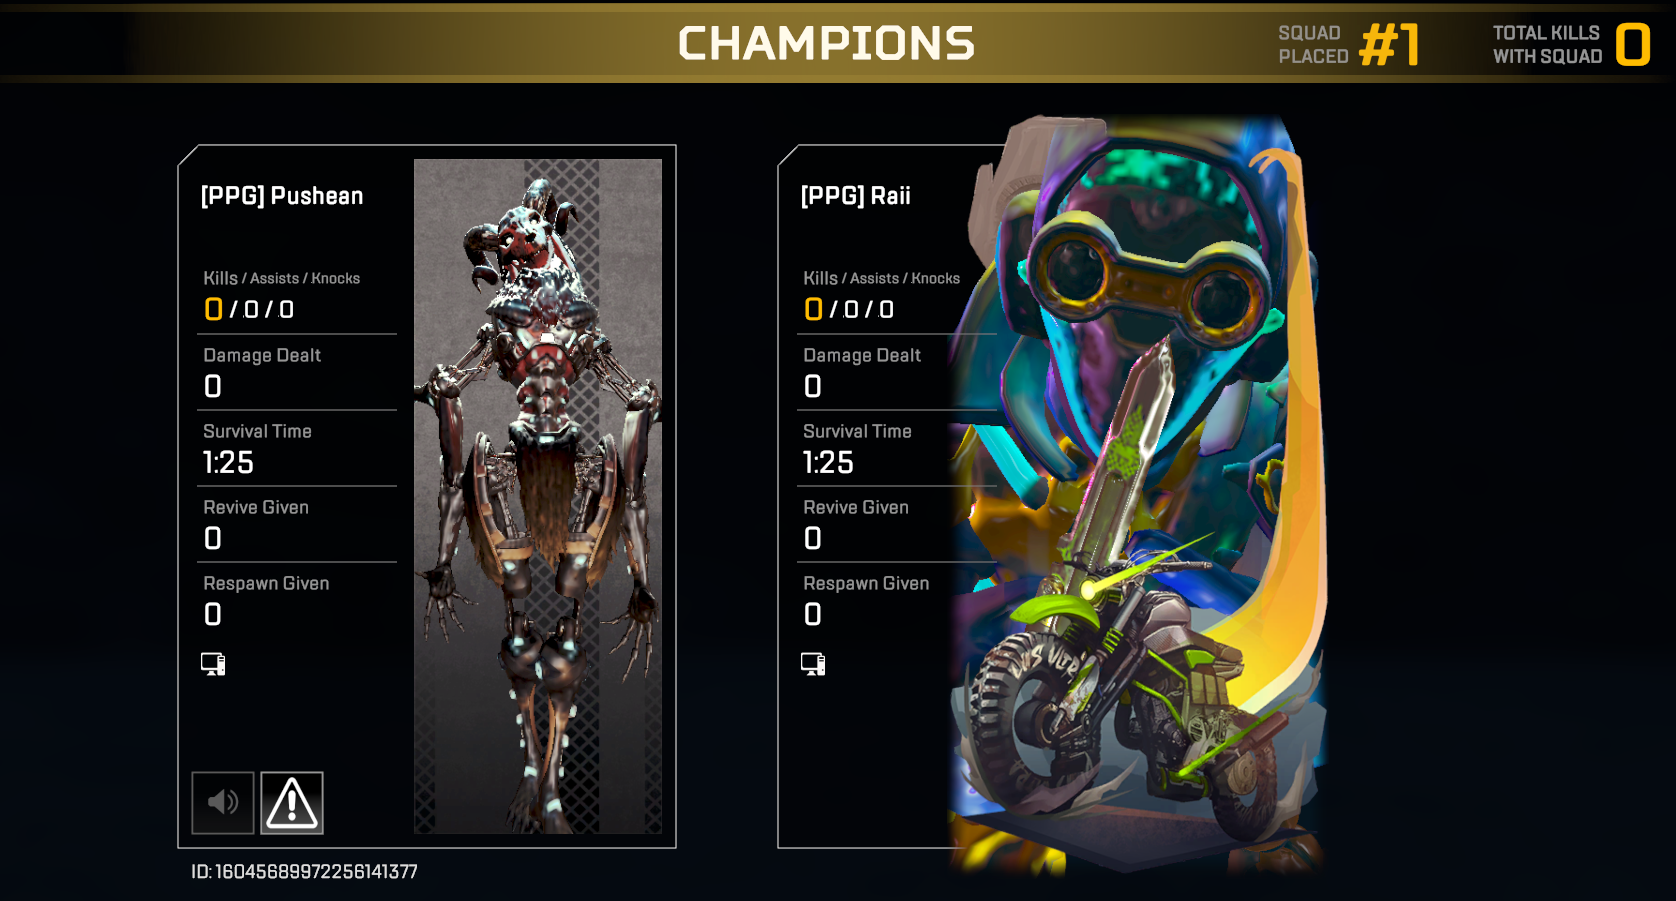 CHAMPIONS
SQUAD
PLACED #1
TOTAL KILLS
WITH SQUAD 0
[PPG] Pushean
Kills / Assists / Knocks
0 / 0 / 0
Damage Dealt
0
Survival Time
1:25
Revive Given
0
Respawn Given
0
ID: 16045689972256141377
[PPG] Raii
Kills / Assists / Knocks
0 / 0 / 0
Damage Dealt
0
Survival Time
1:25
Revive Given
0
Respawn Given
0